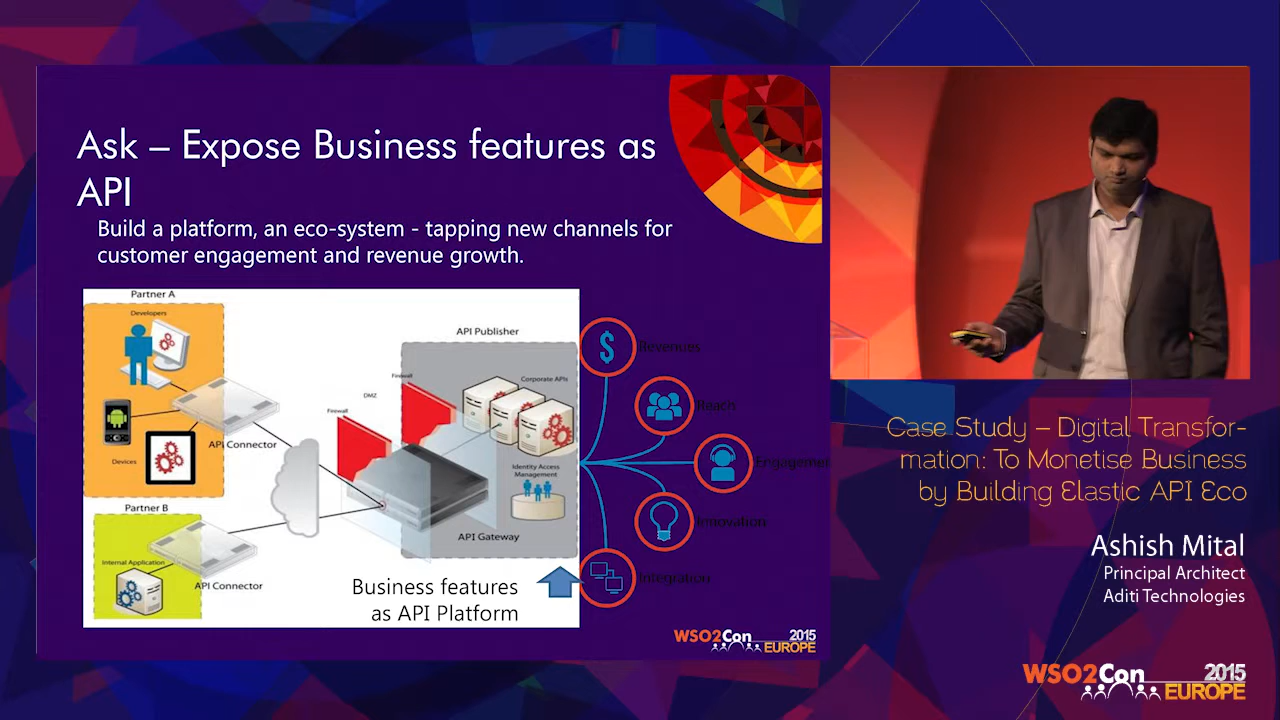 Ask – Expose Business features as
API
Build a platform, an eco-system - tapping new channels for
customer engagement and revenue growth.
Partner A
Developers
API Connector
Devices
Partner B
Internal Application
API Connector
Firewall
DMZ
Firewall
API Publisher
Corporate APIs
Identity Access
Management
API Gateway
Business features
as API Platform
$
Revenues
Reach
Engagemen
Innovation
Integration
WSO2Con 2015
EUROPE
Case Study – Digital Transfor-
mation: To Monetise Business
by Building Elastic API Eco
Ashish Mital
Principal Architect
Aditi Technologies
WSO2Con 2015
EUROPE